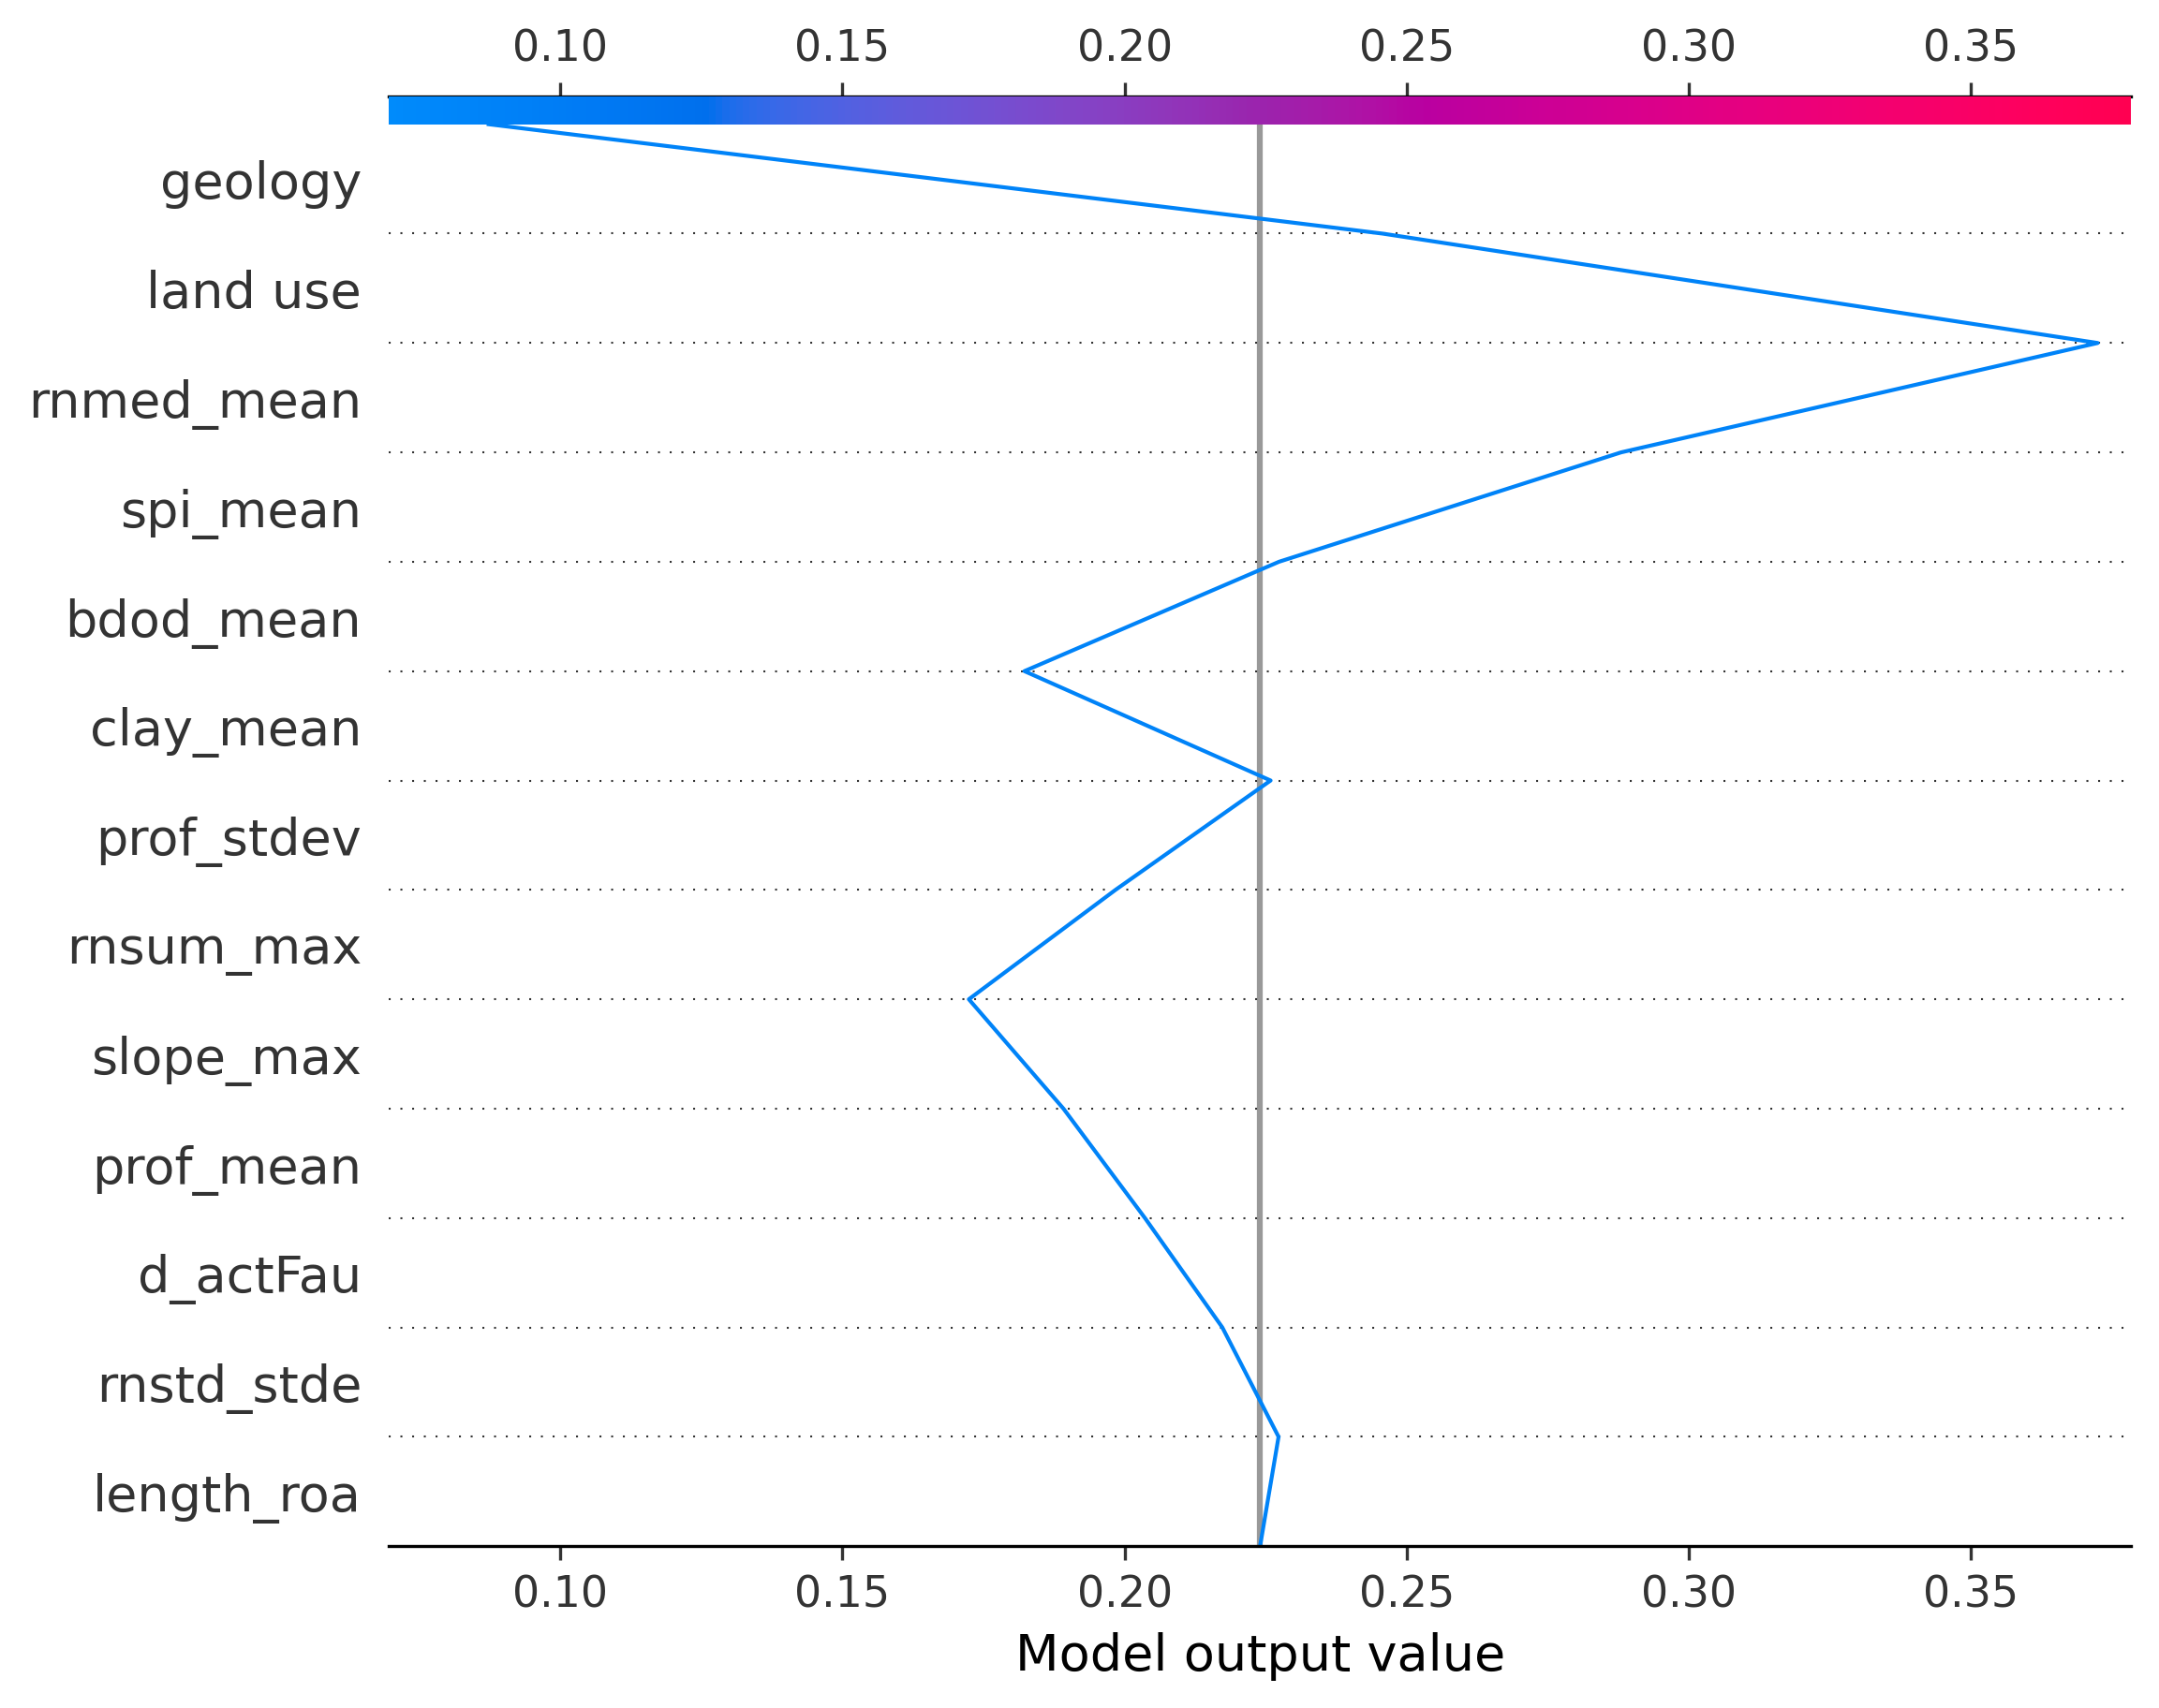 0.10 0.15 0.20 0.25 0.30 0.35
geology
land use
rnmed_mean
spi_mean
bdod_mean
clay_mean
prof_stdev
rnsum_max
slope_max
prof_mean
d_actFau
rnstd_stde
length_roa
0.10 0.15 0.20 0.25 0.30 0.35
Model output value